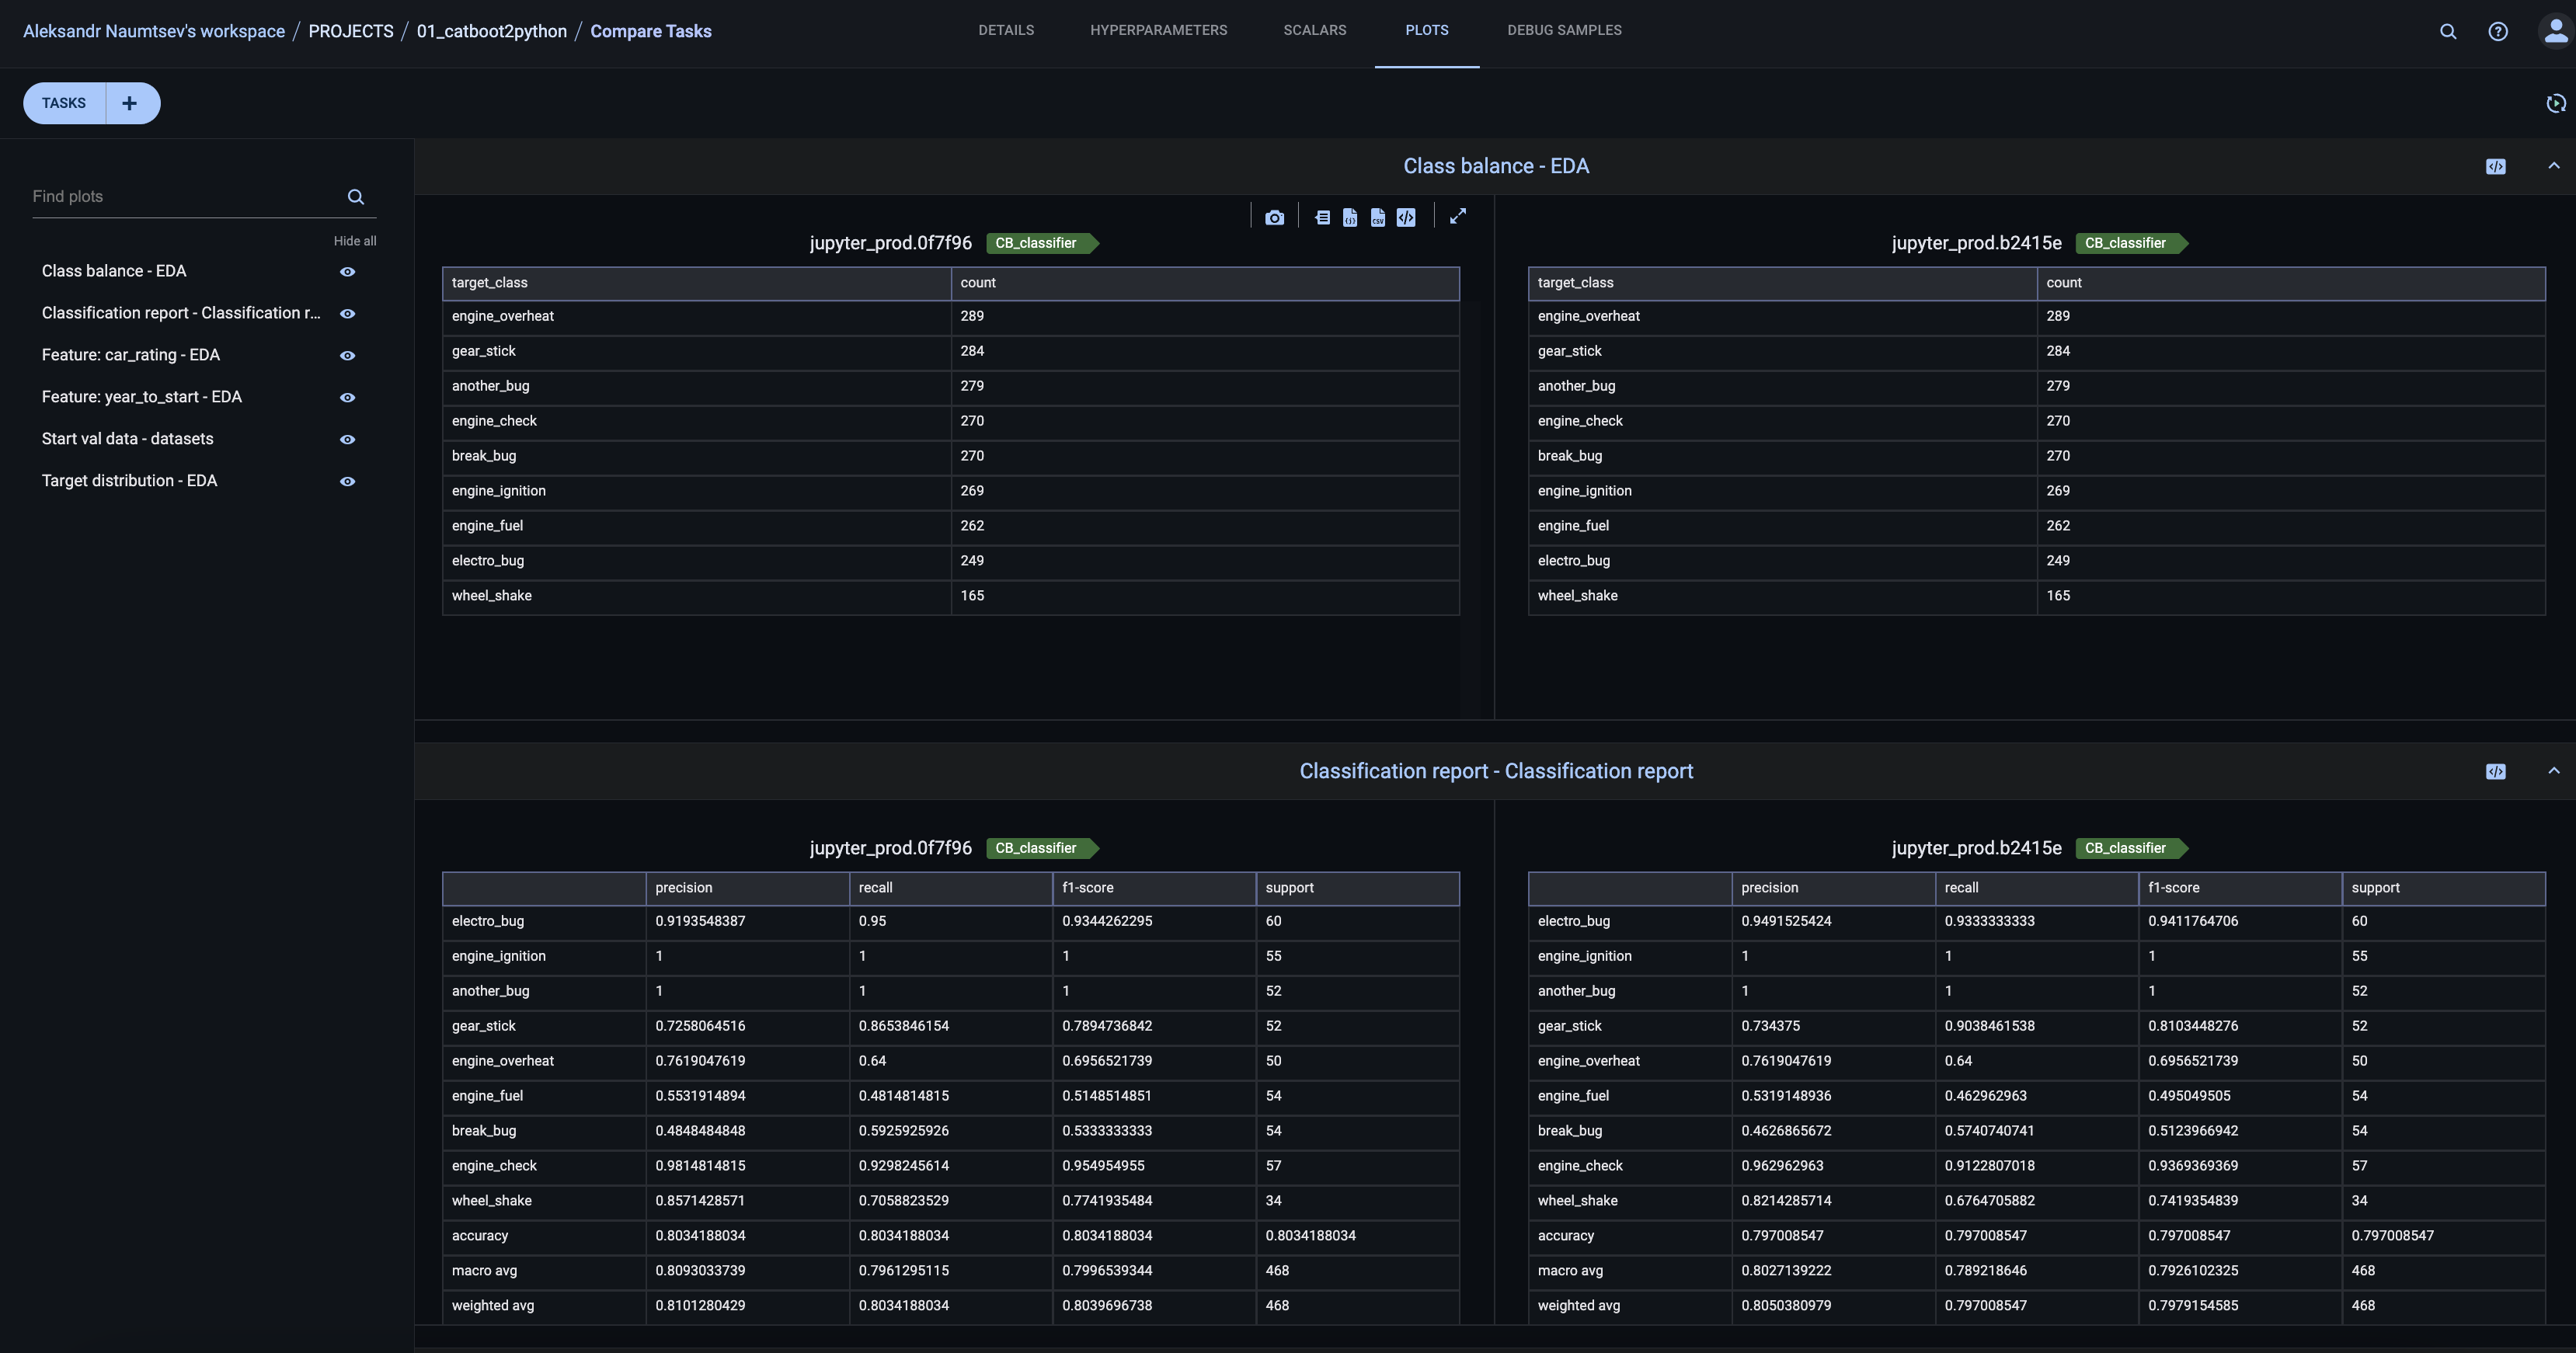 Aleksandr Naumtsev's workspace / PROJECTS / 01_catboot2python / Compare Tasks
DETAILS HYPERPARAMETERS SCALARS PLOTS DEBUG SAMPLES
TASKS +
Find plots
Hide all
Class balance - EDA
Classification report - Classification r...
Feature: car_rating - EDA
Feature: year_to_start - EDA
Start val data - datasets
Target distribution - EDA
Class balance - EDA
jupyter_prod.0f7f96 CB_classifier
target_class count
engine_overheat 289
gear_stick 284
another_bug 279
engine_check 270
break_bug 270
engine_ignition 269
engine_fuel 262
electro_bug 249
wheel_shake 165
jupyter_prod.b2415e CB_classifier
target_class count
engine_overheat 289
gear_stick 284
another_bug 279
engine_check 270
break_bug 270
engine_ignition 269
engine_fuel 262
electro_bug 249
wheel_shake 165
Classification report - Classification report
jupyter_prod.0f7f96 CB_classifier
precision recall f1-score support
electro_bug 0.9193548387 0.95 0.9344262295 60
engine_ignition 1 1 1 55
another_bug 1 1 1 52
gear_stick 0.7258064516 0.8653846154 0.7894736842 52
engine_overheat 0.7619047619 0.64 0.6956521739 50
engine_fuel 0.5531914894 0.4814814815 0.5148514851 54
break_bug 0.4848484848 0.5925925926 0.5333333333 54
engine_check 0.9814814815 0.9298245614 0.954954955 57
wheel_shake 0.8571428571 0.7058823529 0.7741935484 34
accuracy 0.8034188034 0.8034188034 0.8034188034 0.8034188034
macro avg 0.8093033739 0.7961295115 0.7996539344 468
weighted avg 0.8101280429 0.8034188034 0.8039696738 468
jupyter_prod.b2415e CB_classifier
precision recall f1-score support
electro_bug 0.9491525424 0.9333333333 0.9411764706 60
engine_ignition 1 1 1 55
another_bug 1 1 1 52
gear_stick 0.734375 0.9038461538 0.8103448276 52
engine_overheat 0.7619047619 0.64 0.6956521739 50
engine_fuel 0.5319148936 0.462962963 0.495049505 54
break_bug 0.4626865672 0.5740740741 0.5123966942 54
engine_check 0.962962963 0.9122807018 0.9369369369 57
wheel_shake 0.8214285714 0.6764705882 0.7419354839 34
accuracy 0.797008547 0.797008547 0.797008547 0.797008547
macro avg 0.8027139222 0.789218646 0.7926102325 468
weighted avg 0.8050380979 0.797008547 0.7979154585 468